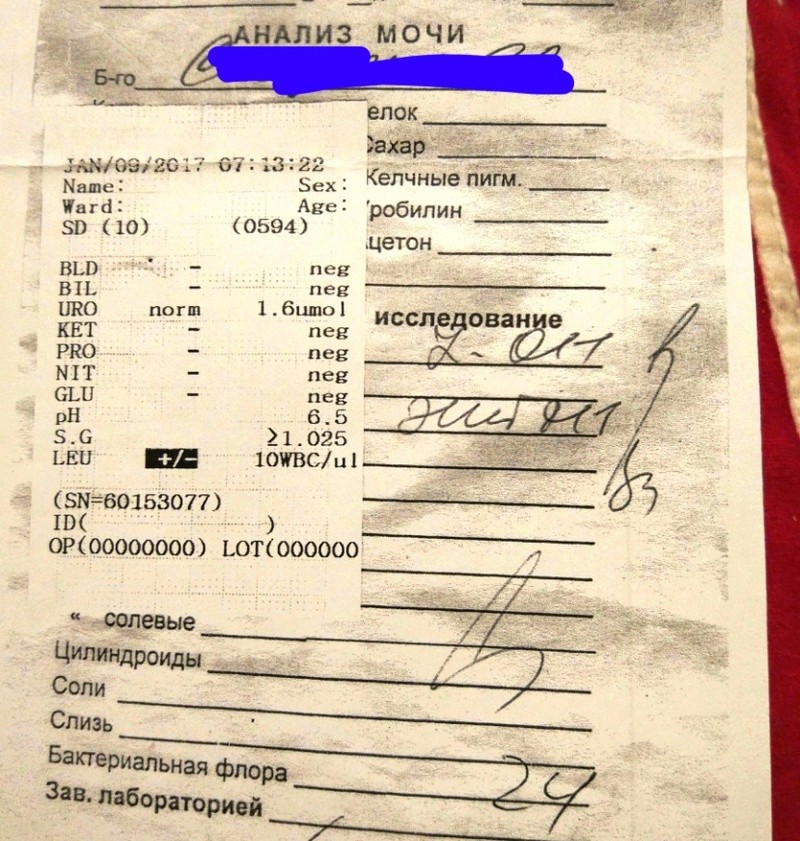 АНАЛИЗ МОЧИ
Б-го
елок
Сахар
JAN/09/2017 07:13:22
Name: Sex:
Келчные пигм.
Ward: Age:
робилин
SD (10) (0594)
цетон
BLD - neg
BIL - neg
URO norm 1.6umol
исследование
KET - neg
PRO - neg
NIT - neg
GLU - neg
pH 6.5
S.G ≥1.025
LEU +/- 10WBC/ul
(SN=60153077)
ID( )
OP(00000000) LOT(000000
“ солевые
Цилиндроиды
Соли
Слизь
Бактериальная флора
24
Зав. лабораторией